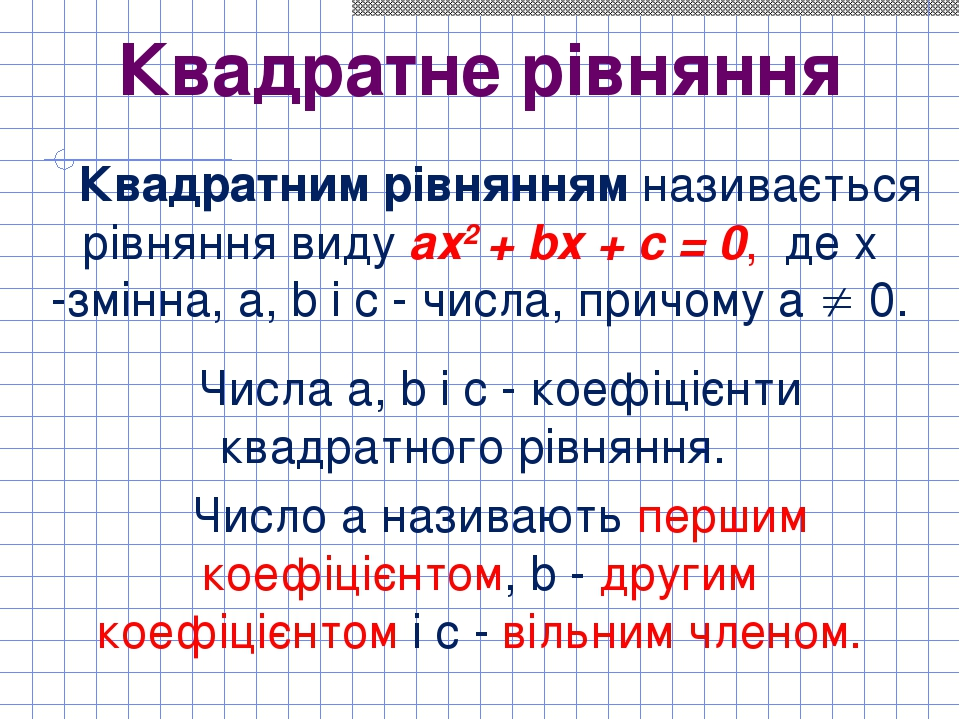 Квадратне рівняння
Квадратним рівнянням називається
рівняння виду ax² + bx + c = 0, де х
-змінна, a, b і c - числа, причому a ≠ 0.
Числа a, b і c - коефіцієнти
квадратного рівняння.
Число a називають першим
коефіцієнтом, b - другим
коефіцієнтом і c - вільним членом.